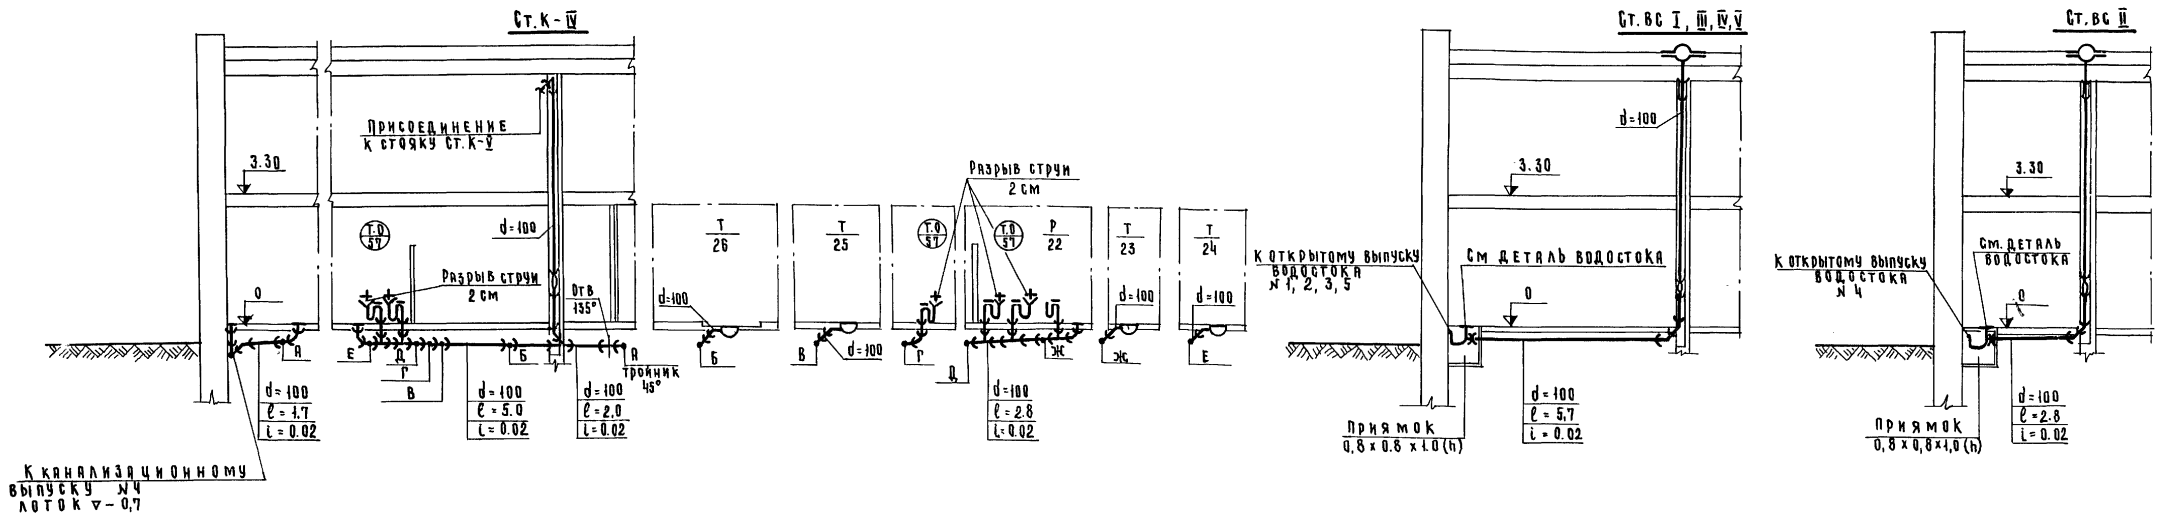 Ст. К-IV
Присоединение
к стояку Ст. К-V
3.30
Т.О
57
d=100
Разрыв струи
2 см
0
Отв
135°
А
Е
Д
Г
В
Б
А
Тройник
45°
d=100
l=1.7
i=0.02
d=100
l=5.0
i=0.02
d=100
l=2,0
i=0.02
К канализационному
выпуску №4
лоток ▽-0,7
Т
26
d=100
Б
Т
25
В
d=100
Разрыв струи
2 см
Т.О
57
Г
Т.О
57
Р
22
Д
Ж
d=100
l=2.8
i=0.02
Т
23
d=100
Ж
Т
24
d=100
Е
Ст. ВС I, III, IV, V
d=100
3.30
К открытому выпуску
водостока
N 1, 2, 3, 5
См деталь водостока
0
d=100
l=5,7
i=0.02
Приямок
0,8×0.8×1.0(h)
Ст. ВС II
3.30
К открытому выпуску
водостока
N 4
См. деталь
водостока
0
d=100
l=2.8
i=0.02
Приямок
0,8×0,8×1,0(h)